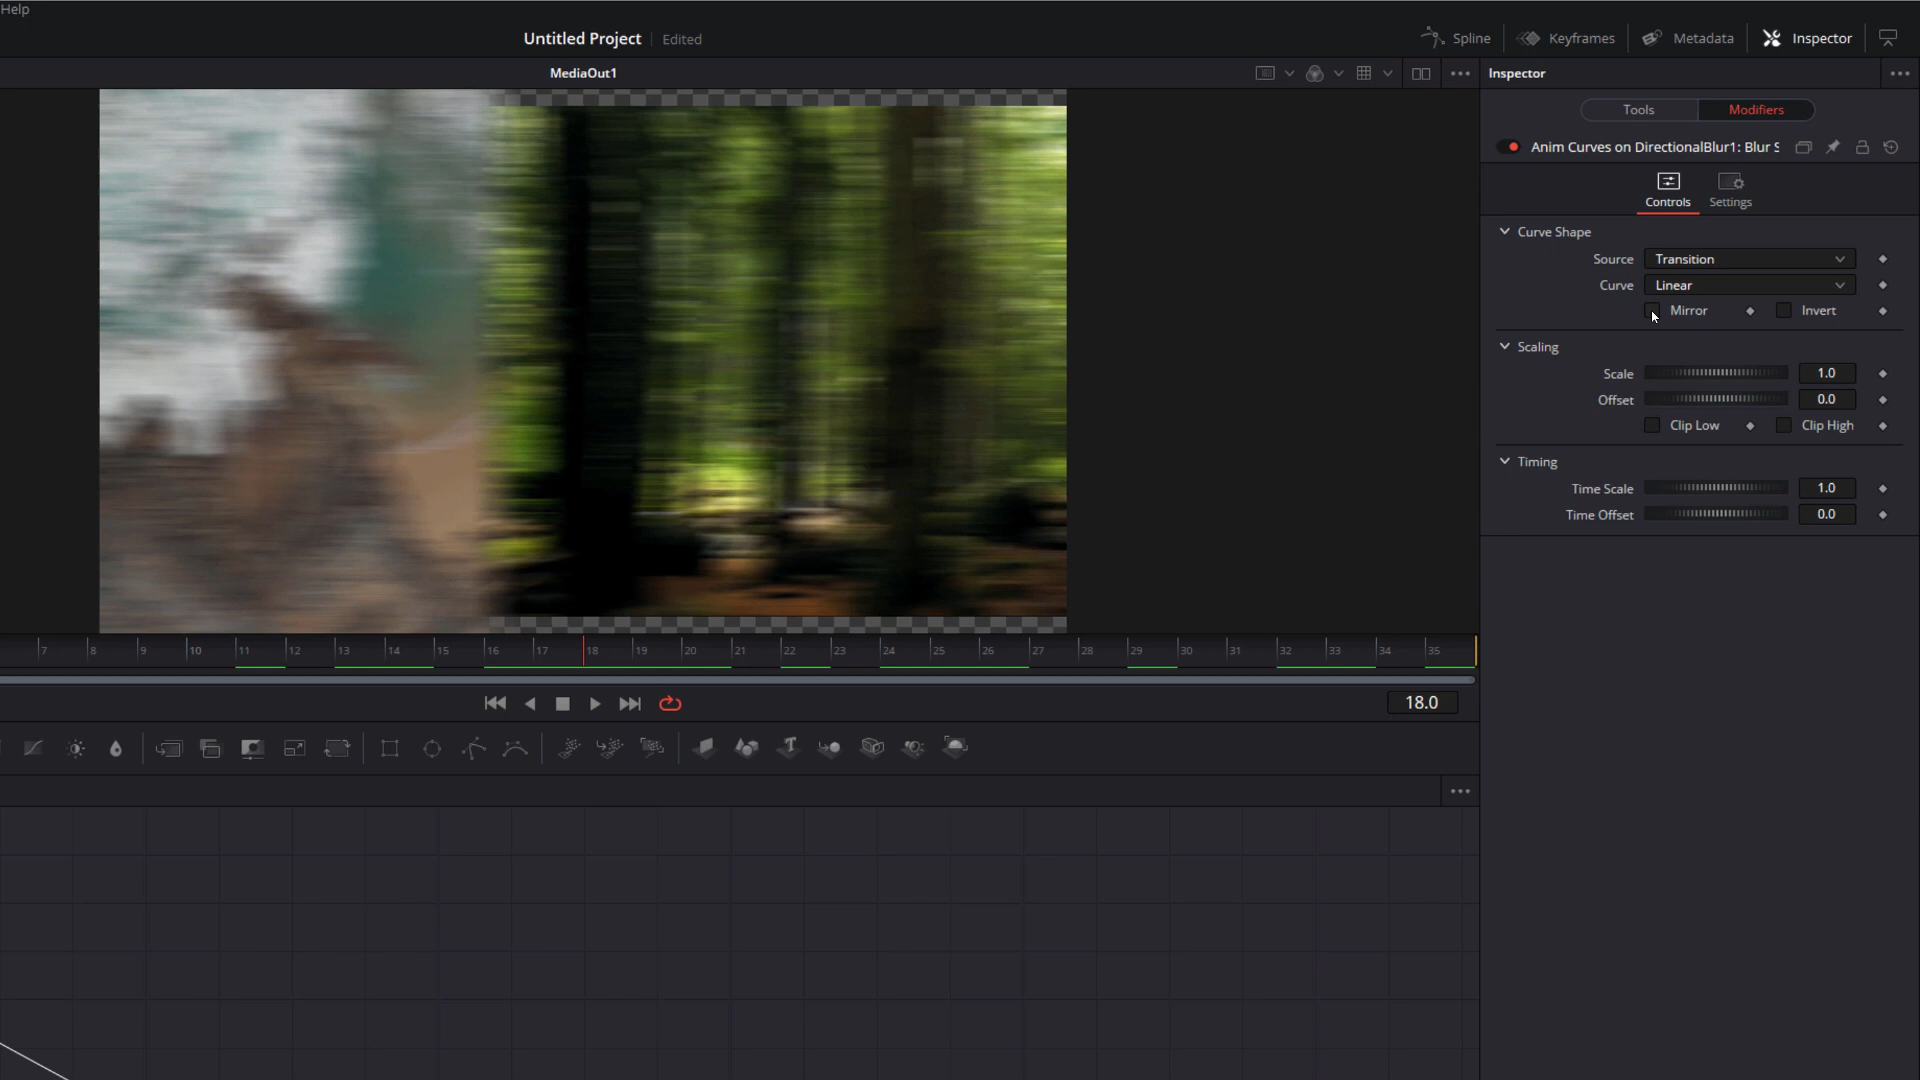 Help
Untitled Project Edited
Spline Keyframes Metadata Inspector
MediaOut1
Inspector
Tools Modifiers
Anim Curves on DirectionalBlur1: Blur S
Controls Settings
Curve Shape
Source Transition
Curve Linear
Mirror Invert
Scaling
Scale 1.0
Offset 0.0
Clip Low Clip High
Timing
Time Scale 1.0
Time Offset 0.0
7 8 9 10 11 12 13 14 15 16 17 18 19 20 21 22 23 24 25 26 27 28 29 30 31 32 33 34 35
18.0